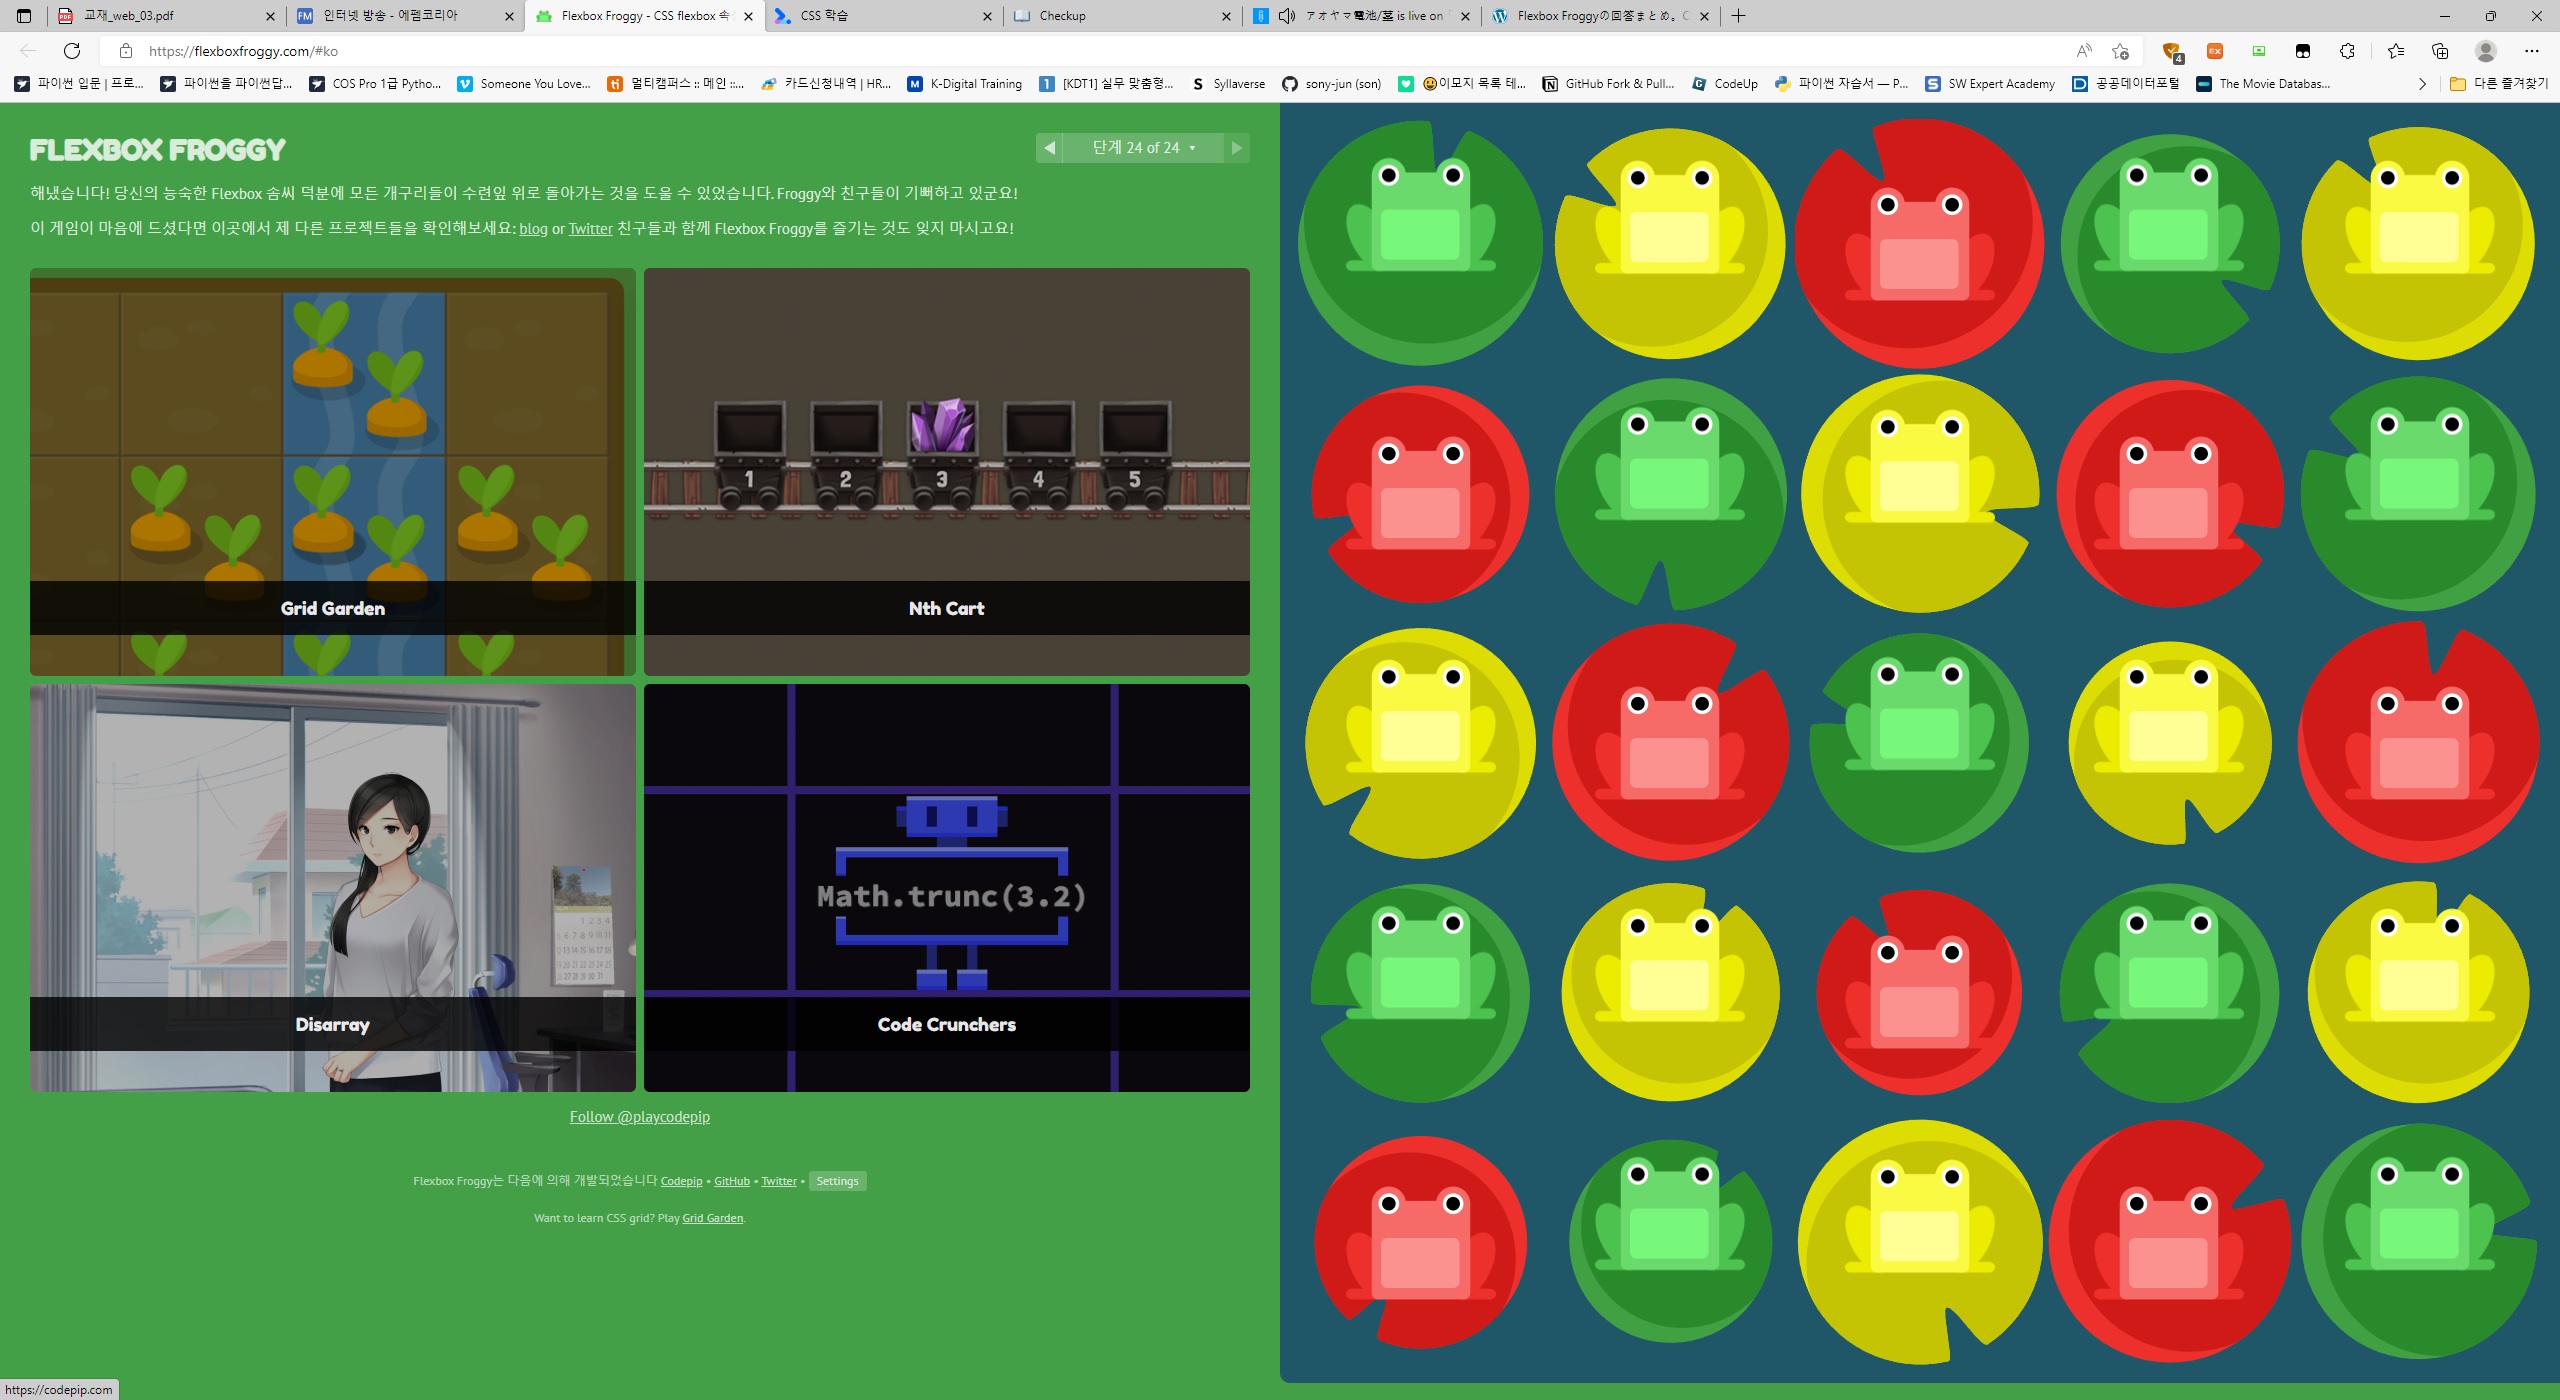 교재_web_03.pdf
인터넷 방송 - 에펨코리아
Flexbox Froggy - CSS flexbox 속
CSS 학습
Checkup
アオヤマ電池/茎 is live on
Flexbox Froggyの回答まとめ。C
https://flexboxfroggy.com/#ko
4
파이썬 입문 | 프로...
파이썬을 파이썬답...
COS Pro 1급 Pytho...
Someone You Love...
멀티캠퍼스 :: 메인 ::...
카드신청내역 | HR...
K-Digital Training
[KDT1] 실무 맞춤형...
Syllaverse
sony-jun (son)
😀이모지 목록 테...
GitHub Fork & Pull...
CodeUp
파이썬 자습서 — P...
SW Expert Academy
공공데이터포털
The Movie Databas...
다른 즐겨찾기
FLEXBOX FROGGY
단계 24 of 24
해냈습니다! 당신의 능숙한 Flexbox 솜씨 덕분에 모든 개구리들이 수련잎 위로 돌아가는 것을 도울 수 있었습니다. Froggy와 친구들이 기뻐하고 있군요!
이 게임이 마음에 드셨다면 이곳에서 제 다른 프로젝트들을 확인해보세요: blog or Twitter 친구들과 함께 Flexbox Froggy를 즐기는 것도 잊지 마시고요!
1 2 3 4 5
Grid Garden
Nth Cart
Math.trunc(3.2)
Disarray
Code Crunchers
Follow @playcodepip
Flexbox Froggy는 다음에 의해 개발되었습니다 Codepip • GitHub • Twitter • Settings
Want to learn CSS grid? Play Grid Garden.
https://codepip.com